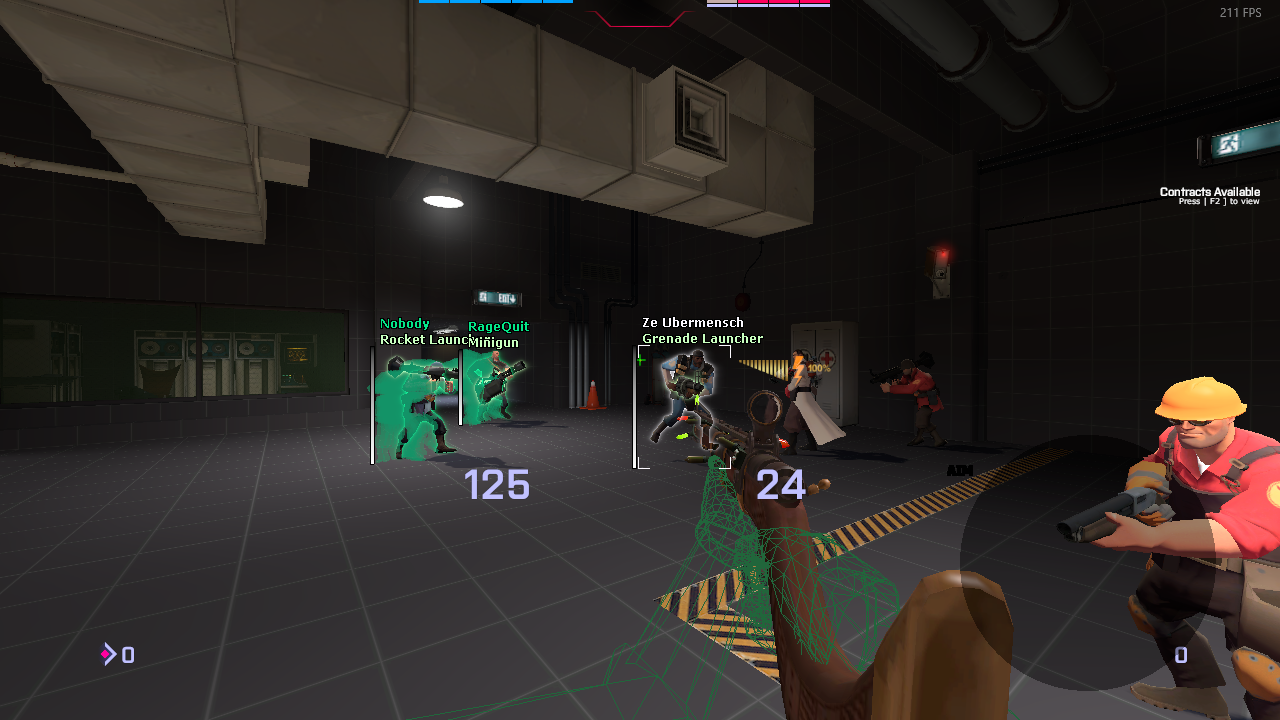 211 FPS
Contracts Available
Press [ F2 ] to view
EXIT
Nobody
Rocket Launc
RageQuit
Minigun
Ze Ubermensch
Grenade Launcher
100%
AIM
125
24
0
0